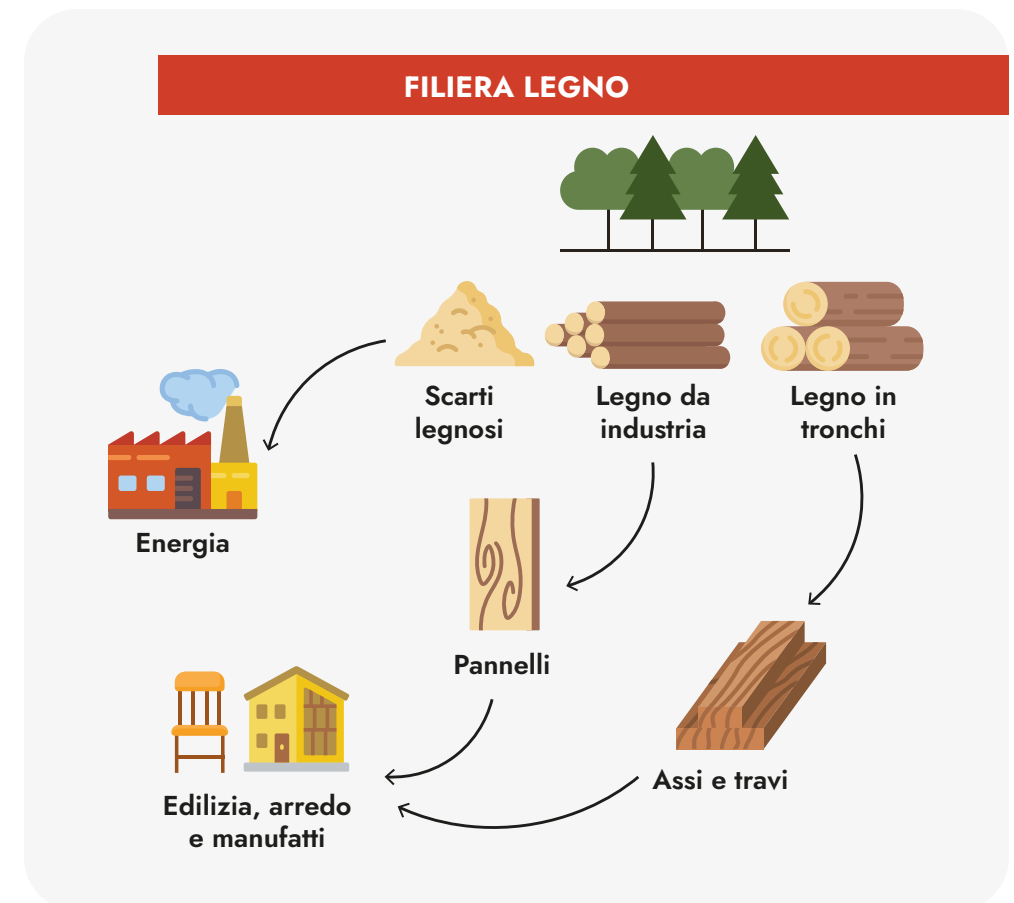 FILIERA LEGNO
Scarti
legnosi
Legno da
industria
Legno in
tronchi
Energia
Pannelli
Assi e travi
Edilizia, arredo
e manufatti